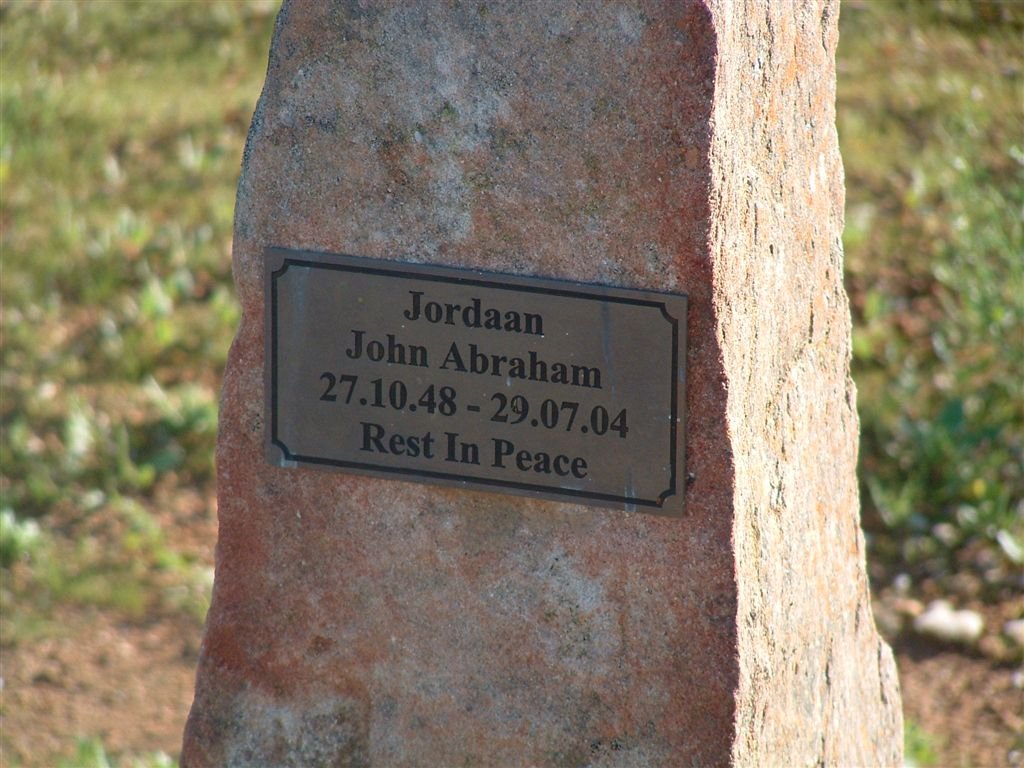 Jordaan
John Abraham
27.10.48 - 29.07.04
Rest In Peace